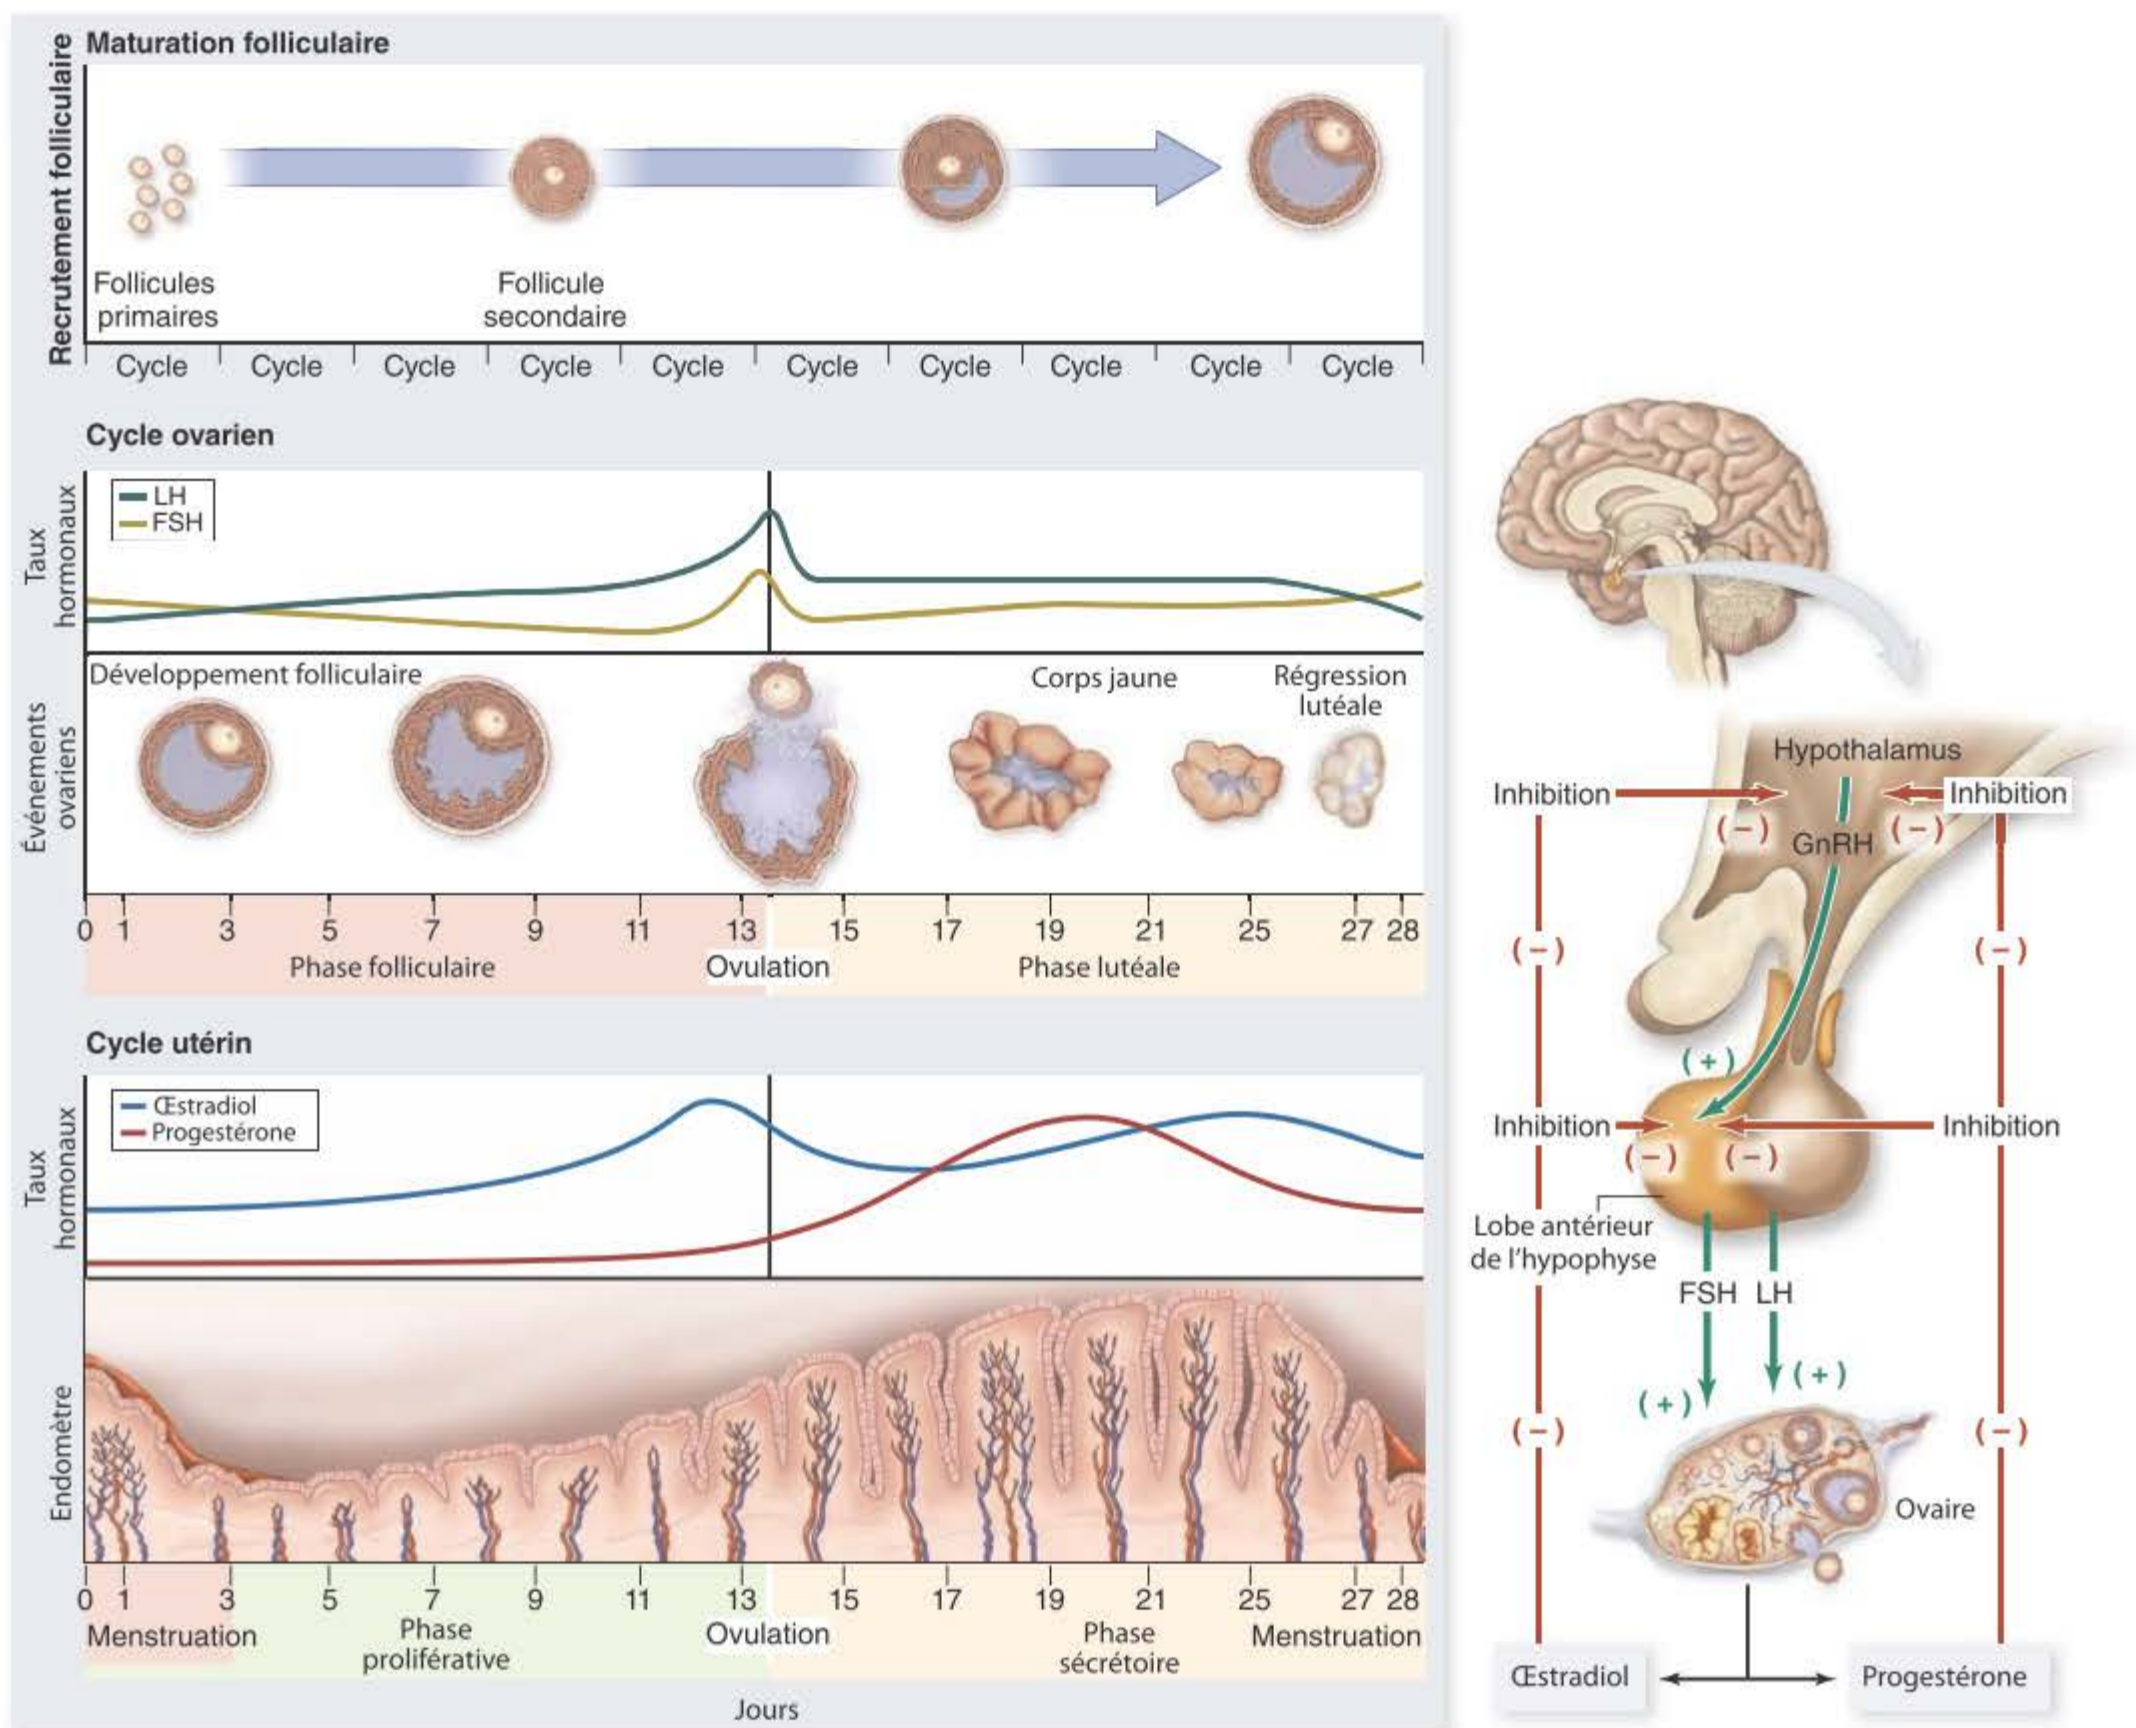 Maturation folliculaire
Recrutement folliculaire
Follicules
primaires
Follicule
secondaire
Cycle Cycle Cycle Cycle Cycle Cycle Cycle Cycle Cycle Cycle
Cycle ovarien
Taux
hormonaux
LH
FSH
Événements
ovariens
Développement folliculaire
Corps jaune
Régression
lutéale
0 1 3 5 7 9 11 13 15 17 19 21 25 27 28
Phase folliculaire Ovulation Phase lutéale
Cycle utérin
Taux
hormonaux
Œstradiol
Progestérone
Endomètre
0 1 3 5 7 9 11 13 15 17 19 21 25 27 28
Menstruation
Phase
proliférative
Ovulation
Phase
sécrétoire
Menstruation
Jours
Hypothalamus
Inhibition Inhibition
(-) (-)
GnRH
(-) (-)
(+)
Inhibition Inhibition
(-) (-)
Lobe antérieur
de l'hypophyse
FSH LH
(+)
(+)
(-) (-)
Ovaire
Œstradiol Progestérone